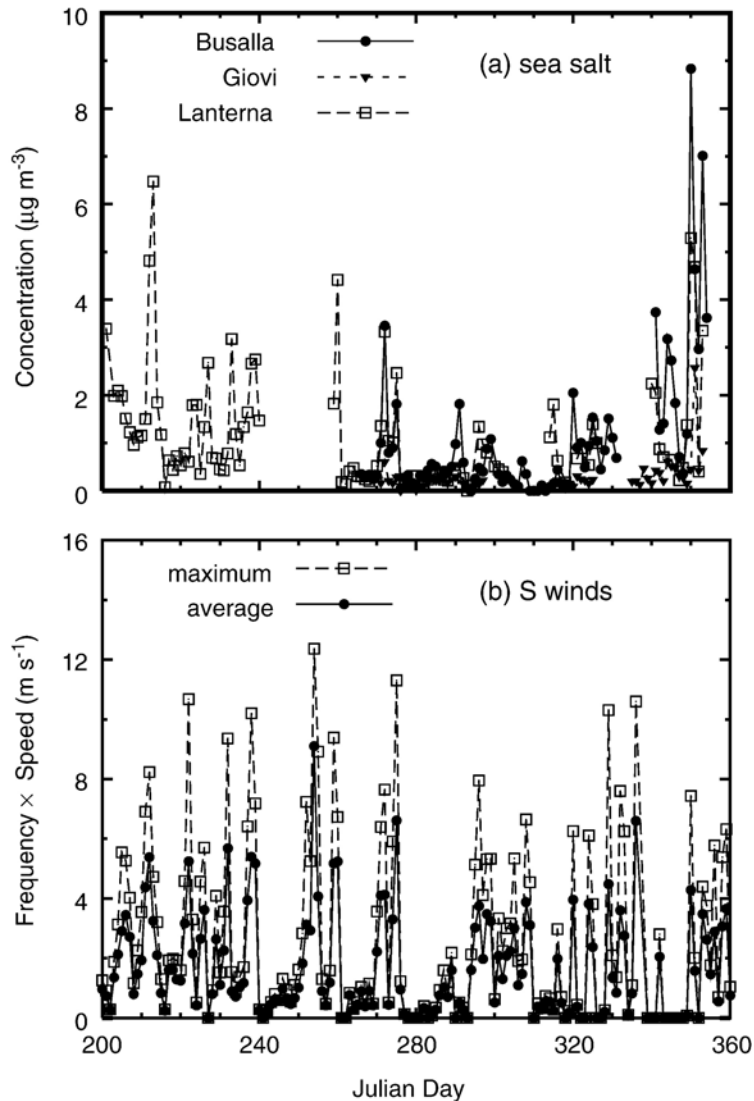 10
Busalla
(a) sea salt
Giovi
8
Lanterna
6
Concentration (µg m-3)
4
2
0
16
maximum
(b) S winds
average
12
8
Frequency × Speed (m s-1)
4
0
200 240 280 320 360
Julian Day